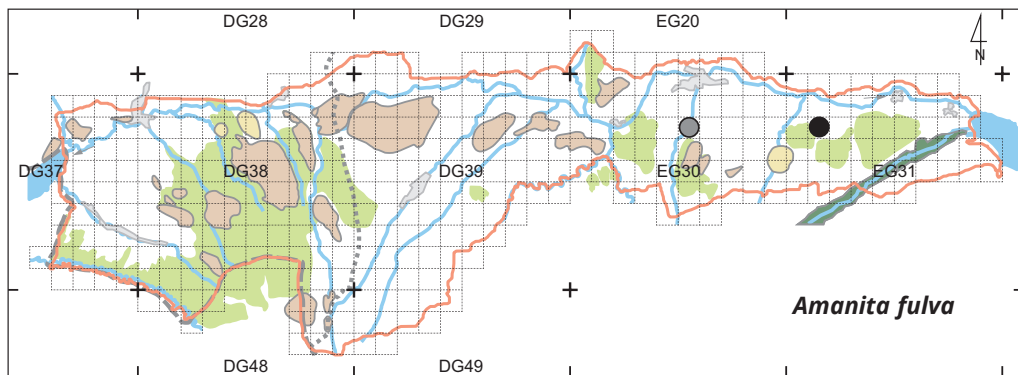 DG28 DG29 EG20
N
DG37 DG38 DG39 EG30 EG31
Amanita fulva
DG48 DG49